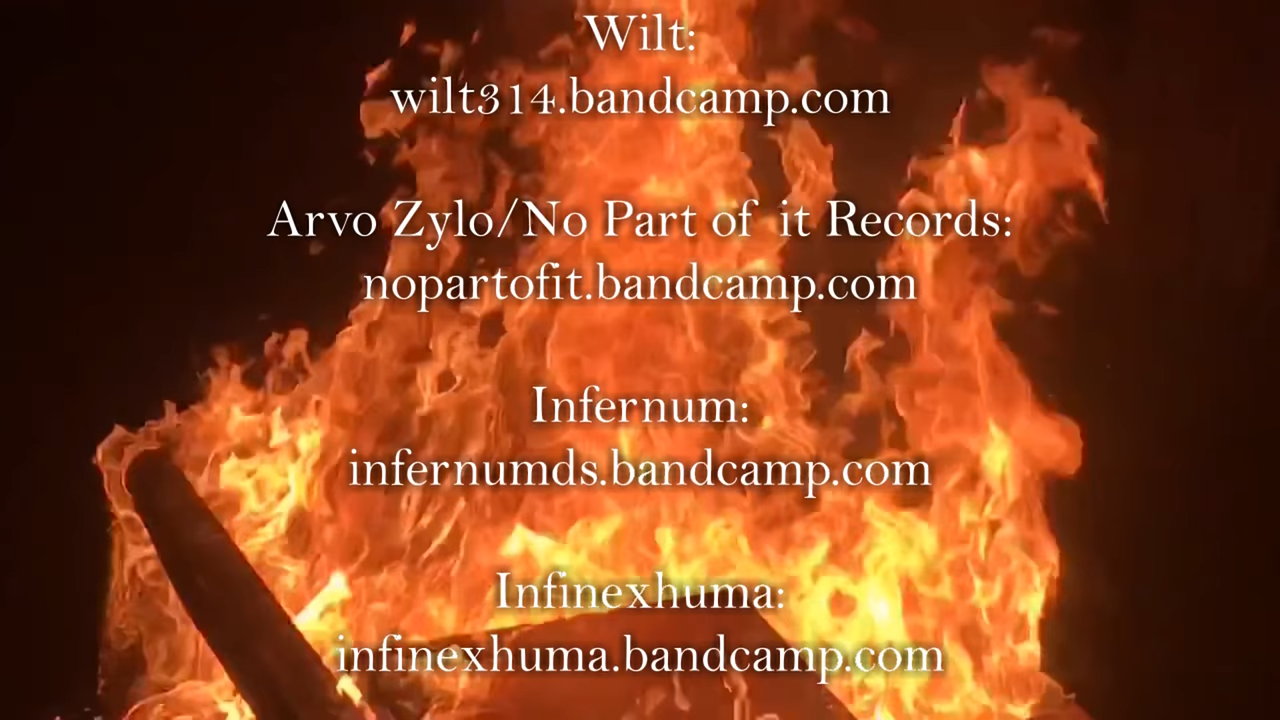 Wilt:
wilt314.bandcamp.com
Arvo Zylo/No Part of it Records:
nopartofit.bandcamp.com
Infernum:
infernumds.bandcamp.com
Infinexhuma:
infinexhuma.bandcamp.com